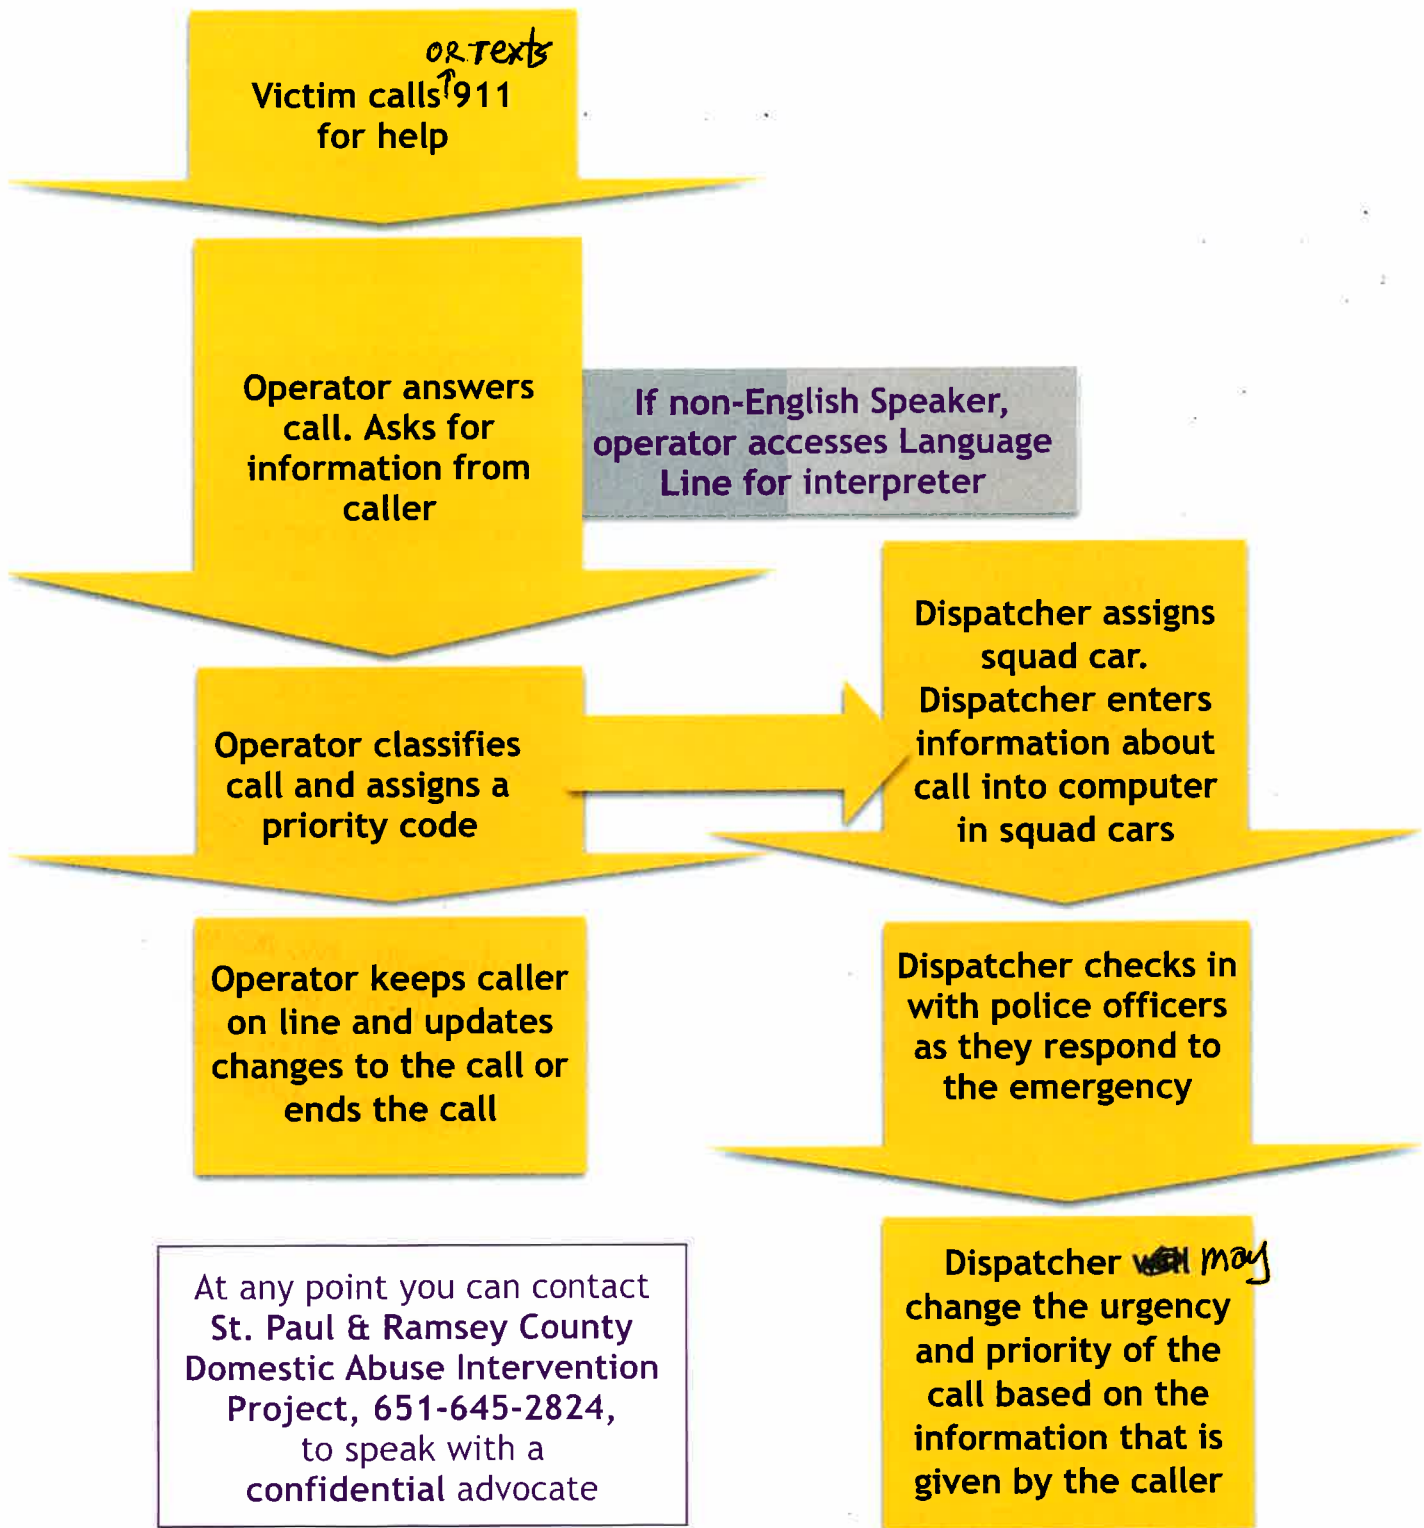 OR Texts
Victim calls↑911
for help
Operator answers
call. Asks for
information from
caller
If non-English Speaker,
operator accesses Language
Line for interpreter
Operator classifies
call and assigns a
priority code
Dispatcher assigns
squad car.
Dispatcher enters
information about
call into computer
in squad cars
Operator keeps caller
on line and updates
changes to the call or
ends the call
Dispatcher checks in
with police officers
as they respond to
the emergency
At any point you can contact
St. Paul & Ramsey County
Domestic Abuse Intervention
Project, 651-645-2824,
to speak with a
confidential advocate
Dispatcher may
change the urgency
and priority of the
call based on the
information that is
given by the caller